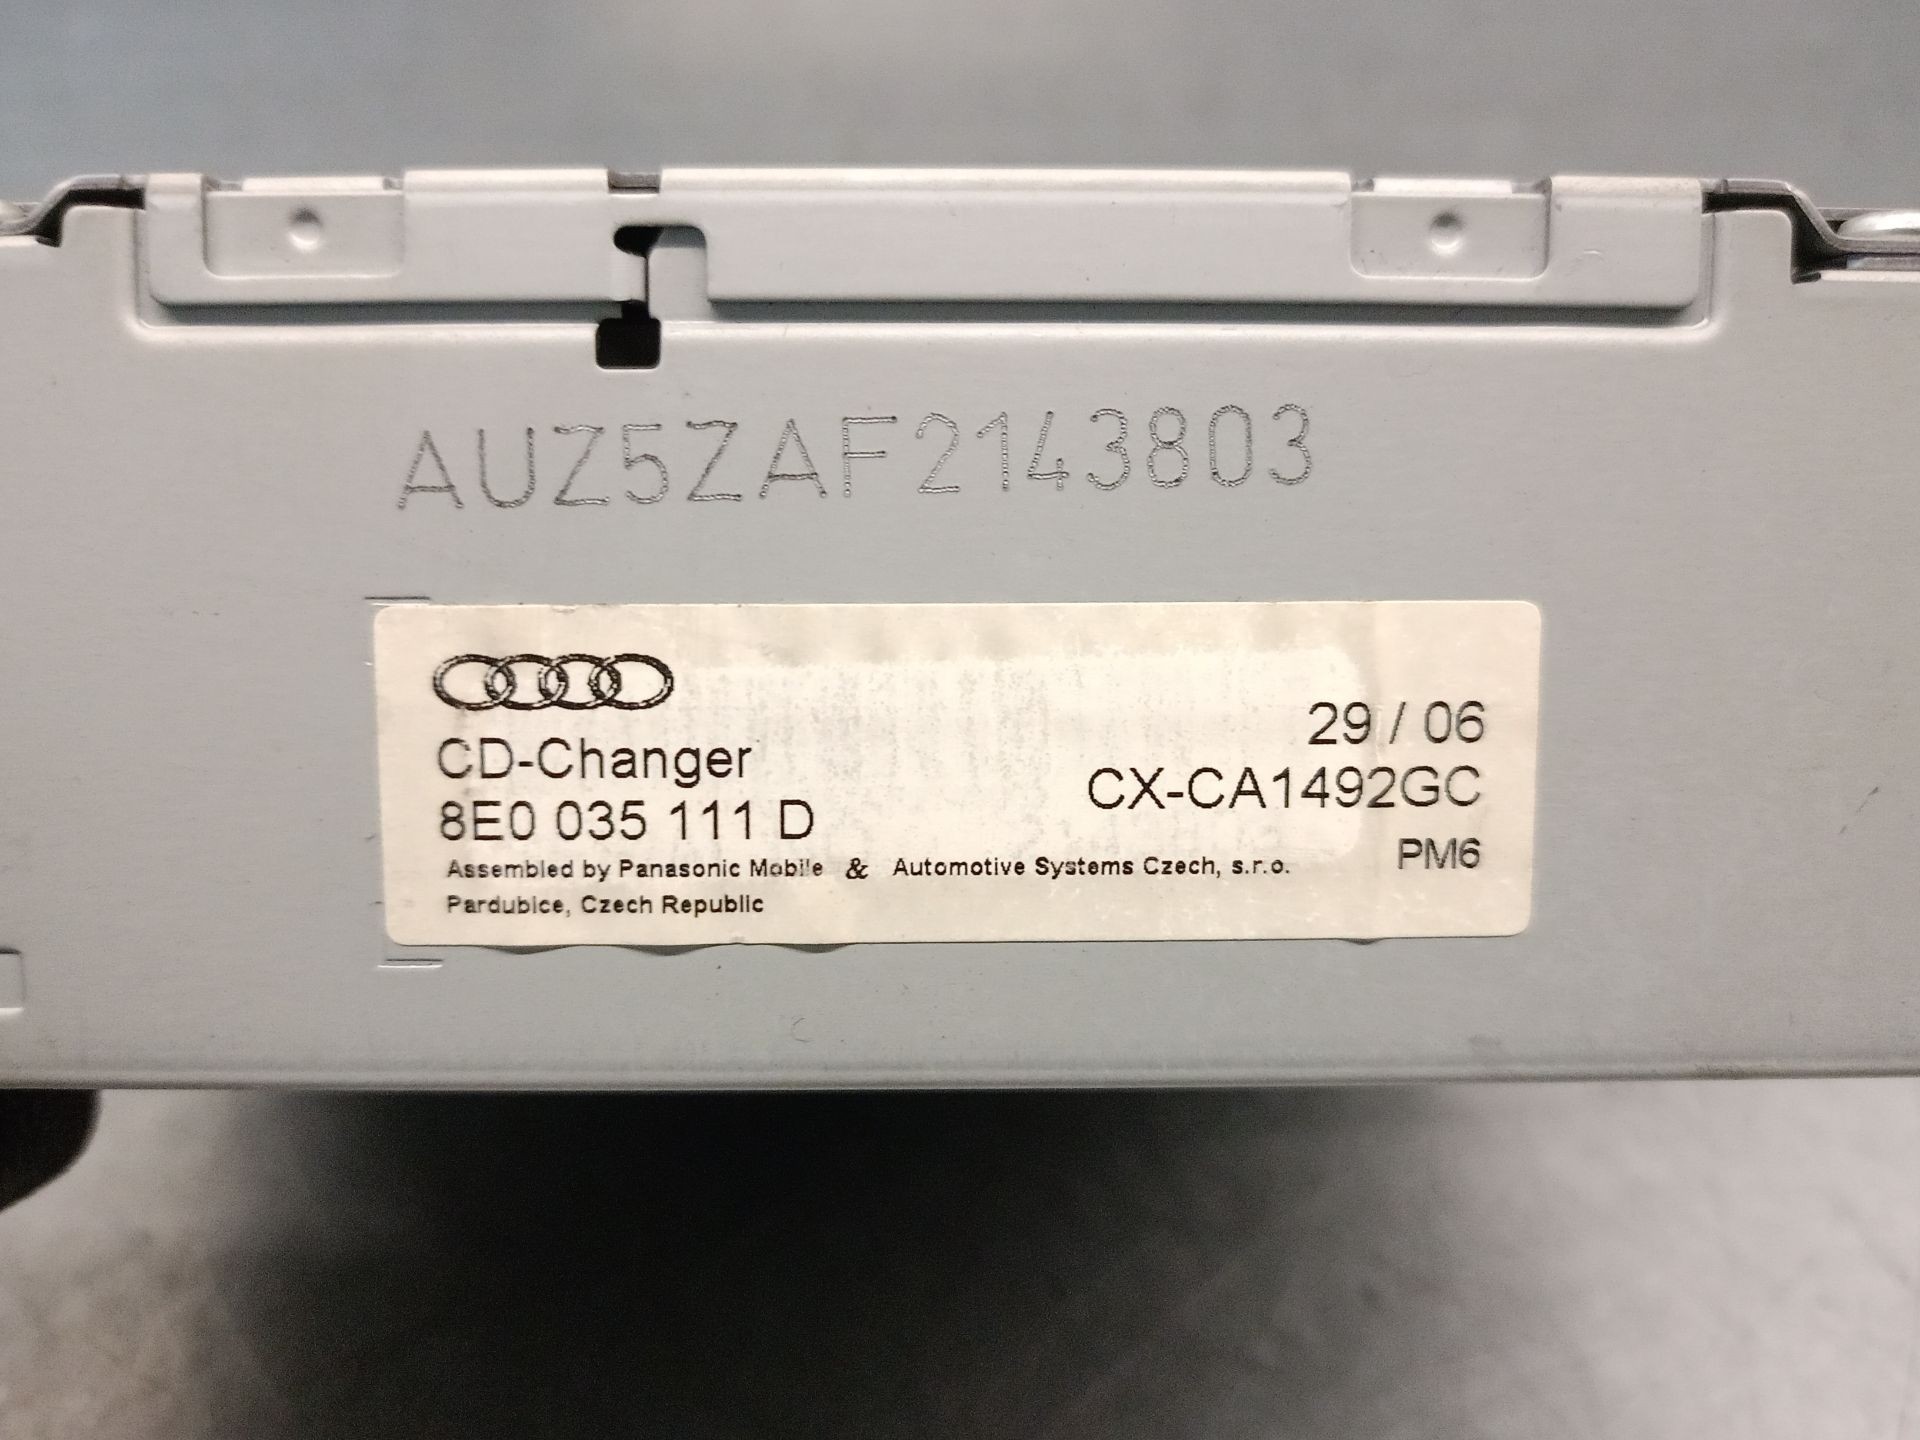 AUZ5ZAF2143803
29 / 06
CD-Changer
CX-CA1492GC
8E0 035 111 D
PM6
Assembled by Panasonic Mobile & Automotive Systems Czech, s.r.o.
Pardubice, Czech Republic